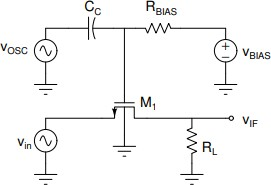 C_C
R_BIAS
v_OSC
v_BIAS
M_1
v_IF
v_in
R_L